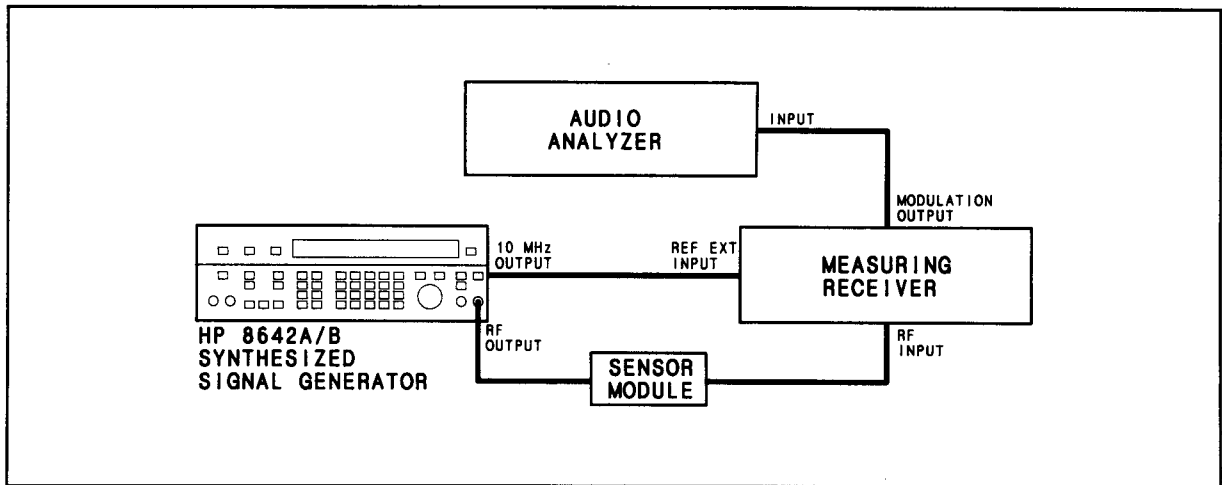 AUDIO
ANALYZER
INPUT
MODULATION
OUTPUT
10 MHz
OUTPUT
REF EXT
INPUT
MEASURING
RECEIVER
HP 8642A/B
SYNTHESIZED
SIGNAL GENERATOR
RF
OUTPUT
SENSOR
MODULE
RF
INPUT